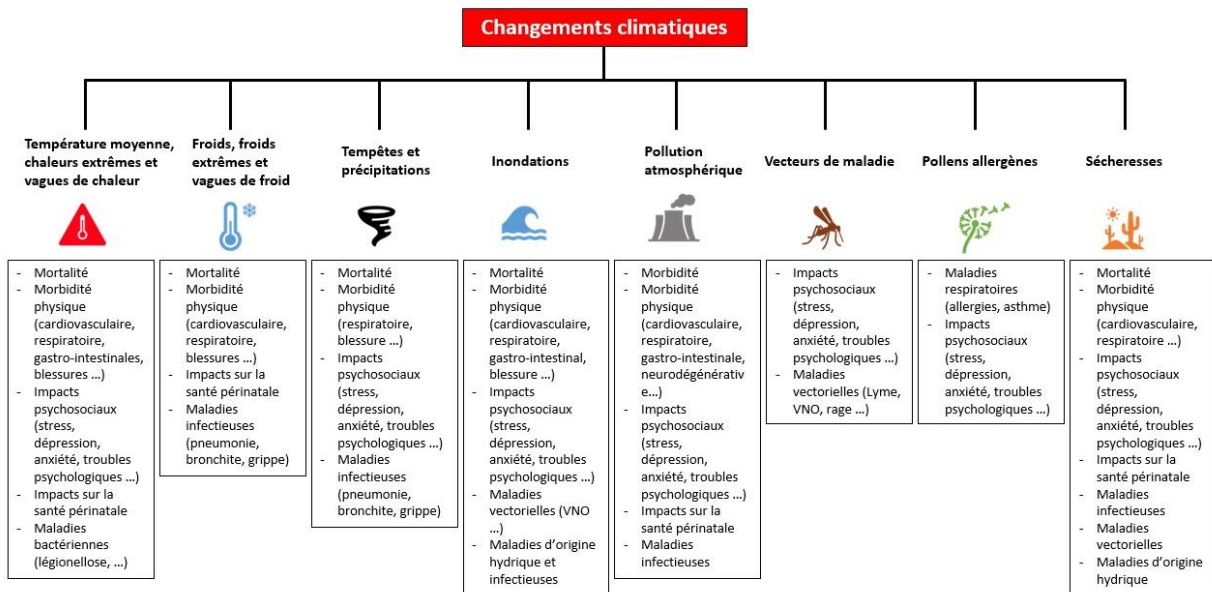 Changements climatiques
Température moyenne,
chaleurs extrêmes et
vagues de chaleur
Froids, froids
extrêmes et
vagues de froid
Tempêtes et
précipitations
Inondations
Pollution
atmosphérique
Vecteurs de maladie
Pollens allergènes
Sécheresses
- Mortalité
- Morbidité
physique
(cardiovasculaire,
respiratoire,
gastro-intestinales,
blessures ...)
- Impacts
psychosociaux
(stress,
dépression,
anxiété, troubles
psychologiques ...)
- Impacts sur la
santé périnatale
- Maladies
bactériennes
(légionellose, ...)
- Mortalité
- Morbidité
physique
(cardiovasculaire,
respiratoire,
blessures ...)
- Impacts sur la
santé périnatale
- Maladies
infectieuses
(pneumonie,
bronchite, grippe)
- Mortalité
- Morbidité
physique
(respiratoire,
blessure ...)
- Impacts
psychosociaux
(stress,
dépression,
anxiété, troubles
psychologiques ...)
- Maladies
infectieuses
(pneumonie,
bronchite, grippe)
- Mortalité
- Morbidité
physique
(cardiovasculaire,
respiratoire,
gastro-intestinal,
blessure ...)
- Impacts
psychosociaux
(stress,
dépression,
anxiété, troubles
psychologiques ...)
- Maladies
vectorielles (VNO
...)
- Maladies d'origine
hydrique et
infectieuses
- Morbidité
- Morbidité
physique
(cardiovasculaire,
respiratoire,
gastro-intestinale,
neurodégénérativ
e...)
- Impacts
psychosociaux
(stress,
dépression,
anxiété, troubles
psychologiques ...)
- Impacts sur la
santé périnatale
- Maladies
infectieuses
- Impacts
psychosociaux
(stress,
dépression,
anxiété, troubles
psychologiques ...)
- Maladies
vectorielles (Lyme,
VNO, rage ...)
- Maladies
respiratoires
(allergies, asthme)
- Impacts
psychosociaux
(stress,
dépression,
anxiété, troubles
psychologiques ...)
- Mortalité
- Morbidité
physique
(cardiovasculaire,
respiratoire ...)
- Impacts
psychosociaux
(stress,
dépression,
anxiété, troubles
psychologiques ...)
- Impacts sur la
santé périnatale
- Maladies
infectieuses
- Maladies
vectorielles
- Maladies d'origine
hydrique